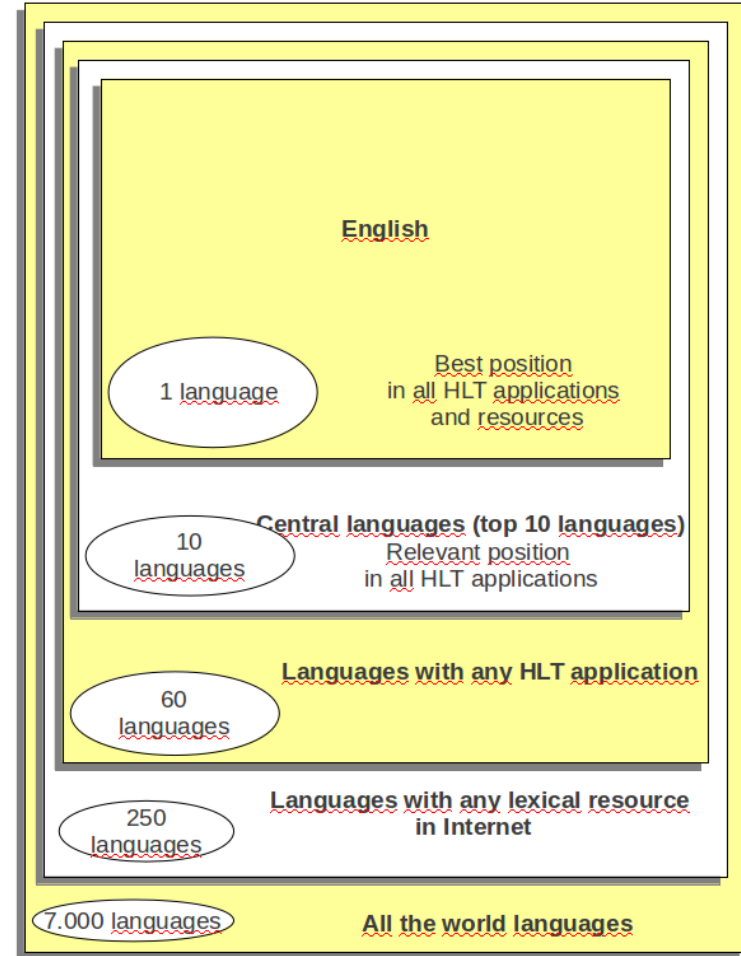 English
1 language
Best position
in all HLT applications
and resources
Central languages (top 10 languages)
10
languages
Relevant position
in all HLT applications
Languages with any HLT application
60
languages
Languages with any lexical resource
in Internet
250
languages
7.000 languages
All the world languages